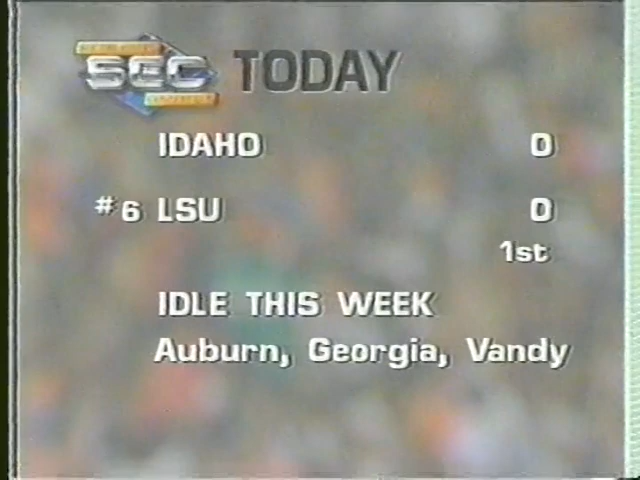 SEC TODAY
IDAHO 0
#6 LSU 0
1st
IDLE THIS WEEK
Auburn, Georgia, Vandy